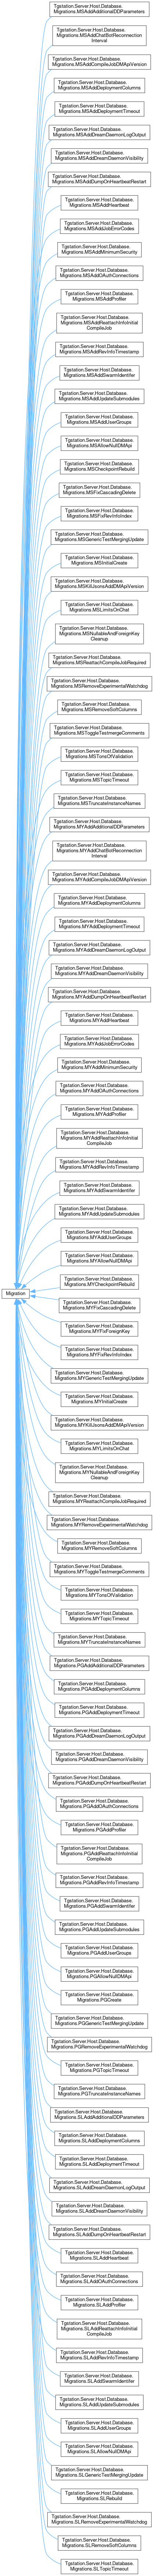 Migration
Tgstation.Server.Host.Database.
Migrations.MSAddAdditionalDDParameters
Tgstation.Server.Host.Database.
Migrations.MSAddChatBotReconnection
Interval
Tgstation.Server.Host.Database.
Migrations.MSAddCompileJobDMApiVersion
Tgstation.Server.Host.Database.
Migrations.MSAddDeploymentColumns
Tgstation.Server.Host.Database.
Migrations.MSAddDeploymentTimeout
Tgstation.Server.Host.Database.
Migrations.MSAddDreamDaemonLogOutput
Tgstation.Server.Host.Database.
Migrations.MSAddDreamDaemonVisibility
Tgstation.Server.Host.Database.
Migrations.MSAddDumpOnHeartbeatRestart
Tgstation.Server.Host.Database.
Migrations.MSAddHeartbeat
Tgstation.Server.Host.Database.
Migrations.MSAddJobErrorCodes
Tgstation.Server.Host.Database.
Migrations.MSAddMinimumSecurity
Tgstation.Server.Host.Database.
Migrations.MSAddOAuthConnections
Tgstation.Server.Host.Database.
Migrations.MSAddProfiler
Tgstation.Server.Host.Database.
Migrations.MSAddReattachInfoInitial
CompileJob
Tgstation.Server.Host.Database.
Migrations.MSAddRevInfoTimestamp
Tgstation.Server.Host.Database.
Migrations.MSAddSwarmIdentifer
Tgstation.Server.Host.Database.
Migrations.MSAddUpdateSubmodules
Tgstation.Server.Host.Database.
Migrations.MSAddUserGroups
Tgstation.Server.Host.Database.
Migrations.MSAllowNullDMApi
Tgstation.Server.Host.Database.
Migrations.MSCheckpointRebuild
Tgstation.Server.Host.Database.
Migrations.MSFixCascadingDelete
Tgstation.Server.Host.Database.
Migrations.MSFixRevInfoIndex
Tgstation.Server.Host.Database.
Migrations.MSGenericTestMergingUpdate
Tgstation.Server.Host.Database.
Migrations.MSInitialCreate
Tgstation.Server.Host.Database.
Migrations.MSKillJsonsAddDMApiVersion
Tgstation.Server.Host.Database.
Migrations.MSLimitsOnChat
Tgstation.Server.Host.Database.
Migrations.MSNullableAndForeignKey
Cleanup
Tgstation.Server.Host.Database.
Migrations.MSReattachCompileJobRequired
Tgstation.Server.Host.Database.
Migrations.MSRemoveExperimentalWatchdog
Tgstation.Server.Host.Database.
Migrations.MSRemoveSoftColumns
Tgstation.Server.Host.Database.
Migrations.MSToggleTestmergeComments
Tgstation.Server.Host.Database.
Migrations.MSTonsOfValidation
Tgstation.Server.Host.Database.
Migrations.MSTopicTimeout
Tgstation.Server.Host.Database.
Migrations.MSTruncateInstanceNames
Tgstation.Server.Host.Database.
Migrations.MYAddAdditionalDDParameters
Tgstation.Server.Host.Database.
Migrations.MYAddChatBotReconnection
Interval
Tgstation.Server.Host.Database.
Migrations.MYAddCompileJobDMApiVersion
Tgstation.Server.Host.Database.
Migrations.MYAddDeploymentColumns
Tgstation.Server.Host.Database.
Migrations.MYAddDeploymentTimeout
Tgstation.Server.Host.Database.
Migrations.MYAddDreamDaemonLogOutput
Tgstation.Server.Host.Database.
Migrations.MYAddDreamDaemonVisibility
Tgstation.Server.Host.Database.
Migrations.MYAddDumpOnHeartbeatRestart
Tgstation.Server.Host.Database.
Migrations.MYAddHeartbeat
Tgstation.Server.Host.Database.
Migrations.MYAddJobErrorCodes
Tgstation.Server.Host.Database.
Migrations.MYAddMinimumSecurity
Tgstation.Server.Host.Database.
Migrations.MYAddOAuthConnections
Tgstation.Server.Host.Database.
Migrations.MYAddProfiler
Tgstation.Server.Host.Database.
Migrations.MYAddReattachInfoInitial
CompileJob
Tgstation.Server.Host.Database.
Migrations.MYAddRevInfoTimestamp
Tgstation.Server.Host.Database.
Migrations.MYAddSwarmIdentifer
Tgstation.Server.Host.Database.
Migrations.MYAddUpdateSubmodules
Tgstation.Server.Host.Database.
Migrations.MYAddUserGroups
Tgstation.Server.Host.Database.
Migrations.MYAllowNullDMApi
Tgstation.Server.Host.Database.
Migrations.MYCheckpointRebuild
Tgstation.Server.Host.Database.
Migrations.MYFixCascadingDelete
Tgstation.Server.Host.Database.
Migrations.MYFixForeignKey
Tgstation.Server.Host.Database.
Migrations.MYFixRevInfoIndex
Tgstation.Server.Host.Database.
Migrations.MYGenericTestMergingUpdate
Tgstation.Server.Host.Database.
Migrations.MYInitialCreate
Tgstation.Server.Host.Database.
Migrations.MYKillJsonsAddDMApiVersion
Tgstation.Server.Host.Database.
Migrations.MYLimitsOnChat
Tgstation.Server.Host.Database.
Migrations.MYNullableAndForeignKey
Cleanup
Tgstation.Server.Host.Database.
Migrations.MYReattachCompileJobRequired
Tgstation.Server.Host.Database.
Migrations.MYRemoveExperimentalWatchdog
Tgstation.Server.Host.Database.
Migrations.MYRemoveSoftColumns
Tgstation.Server.Host.Database.
Migrations.MYToggleTestmergeComments
Tgstation.Server.Host.Database.
Migrations.MYTonsOfValidation
Tgstation.Server.Host.Database.
Migrations.MYTopicTimeout
Tgstation.Server.Host.Database.
Migrations.MYTruncateInstanceNames
Tgstation.Server.Host.Database.
Migrations.PGAddAdditionalDDParameters
Tgstation.Server.Host.Database.
Migrations.PGAddDeploymentColumns
Tgstation.Server.Host.Database.
Migrations.PGAddDeploymentTimeout
Tgstation.Server.Host.Database.
Migrations.PGAddDreamDaemonLogOutput
Tgstation.Server.Host.Database.
Migrations.PGAddDreamDaemonVisibility
Tgstation.Server.Host.Database.
Migrations.PGAddDumpOnHeartbeatRestart
Tgstation.Server.Host.Database.
Migrations.PGAddOAuthConnections
Tgstation.Server.Host.Database.
Migrations.PGAddProfiler
Tgstation.Server.Host.Database.
Migrations.PGAddReattachInfoInitial
CompileJob
Tgstation.Server.Host.Database.
Migrations.PGAddRevInfoTimestamp
Tgstation.Server.Host.Database.
Migrations.PGAddSwarmIdentifer
Tgstation.Server.Host.Database.
Migrations.PGAddUpdateSubmodules
Tgstation.Server.Host.Database.
Migrations.PGAddUserGroups
Tgstation.Server.Host.Database.
Migrations.PGAllowNullDMApi
Tgstation.Server.Host.Database.
Migrations.PGCreate
Tgstation.Server.Host.Database.
Migrations.PGGenericTestMergingUpdate
Tgstation.Server.Host.Database.
Migrations.PGRemoveExperimentalWatchdog
Tgstation.Server.Host.Database.
Migrations.PGTopicTimeout
Tgstation.Server.Host.Database.
Migrations.PGTruncateInstanceNames
Tgstation.Server.Host.Database.
Migrations.SLAddAdditionalDDParameters
Tgstation.Server.Host.Database.
Migrations.SLAddDeploymentColumns
Tgstation.Server.Host.Database.
Migrations.SLAddDeploymentTimeout
Tgstation.Server.Host.Database.
Migrations.SLAddDreamDaemonLogOutput
Tgstation.Server.Host.Database.
Migrations.SLAddDreamDaemonVisibility
Tgstation.Server.Host.Database.
Migrations.SLAddDumpOnHeartbeatRestart
Tgstation.Server.Host.Database.
Migrations.SLAddHeartbeat
Tgstation.Server.Host.Database.
Migrations.SLAddOAuthConnections
Tgstation.Server.Host.Database.
Migrations.SLAddProfiler
Tgstation.Server.Host.Database.
Migrations.SLAddReattachInfoInitial
CompileJob
Tgstation.Server.Host.Database.
Migrations.SLAddRevInfoTimestamp
Tgstation.Server.Host.Database.
Migrations.SLAddSwarmIdentifer
Tgstation.Server.Host.Database.
Migrations.SLAddUpdateSubmodules
Tgstation.Server.Host.Database.
Migrations.SLAddUserGroups
Tgstation.Server.Host.Database.
Migrations.SLAllowNullDMApi
Tgstation.Server.Host.Database.
Migrations.SLGenericTestMergingUpdate
Tgstation.Server.Host.Database.
Migrations.SLRebuild
Tgstation.Server.Host.Database.
Migrations.SLRemoveExperimentalWatchdog
Tgstation.Server.Host.Database.
Migrations.SLRemoveSoftColumns
Tgstation.Server.Host.Database.
Migrations.SLTopicTimeout